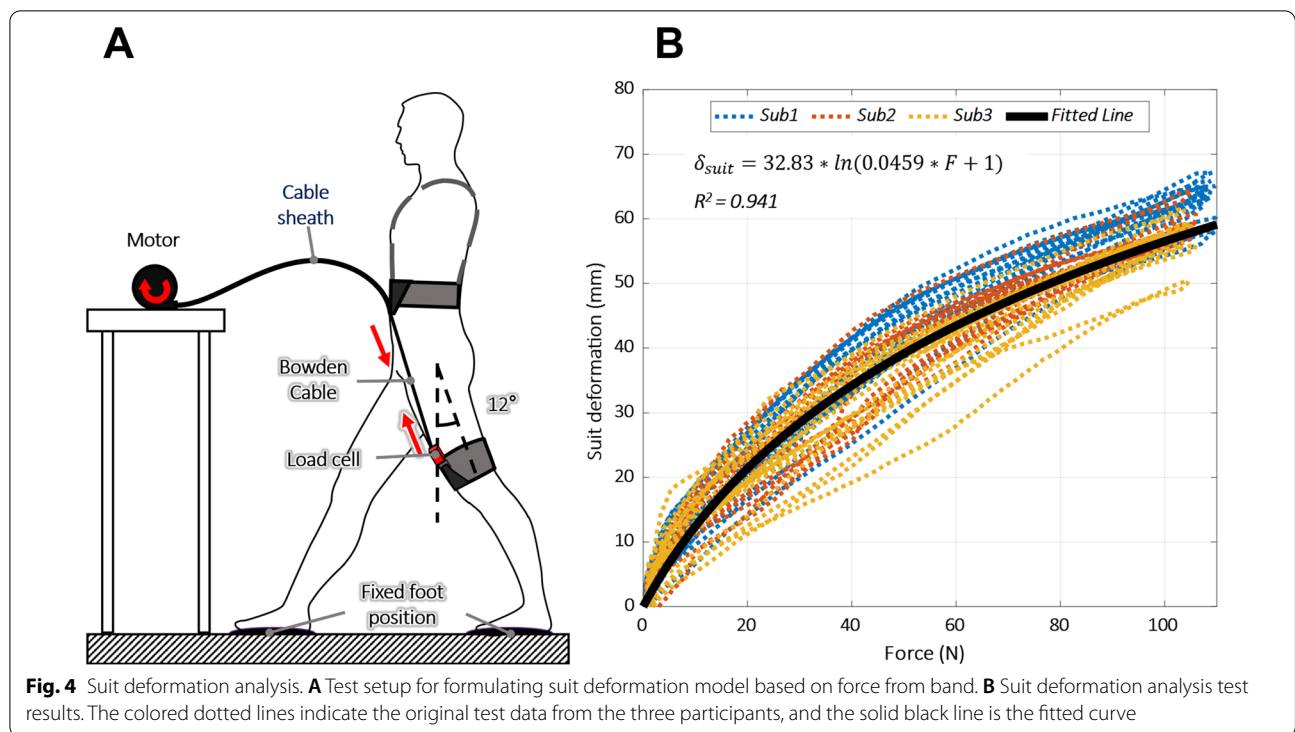 A
B
Cable
sheath
Motor
Bowden
Cable
12°
Load cell
Fixed foot
position
80
70
60
50
40
30
20
10
0
Suit deformation (mm)
Sub1 Sub2 Sub3 Fitted Line
δsuit = 32.83 * ln(0.0459 * F + 1)
R² = 0.941
0 20 40 60 80 100
Force (N)
Fig. 4 Suit deformation analysis. A Test setup for formulating suit deformation model based on force from band. B Suit deformation analysis test
results. The colored dotted lines indicate the original test data from the three participants, and the solid black line is the fitted curve